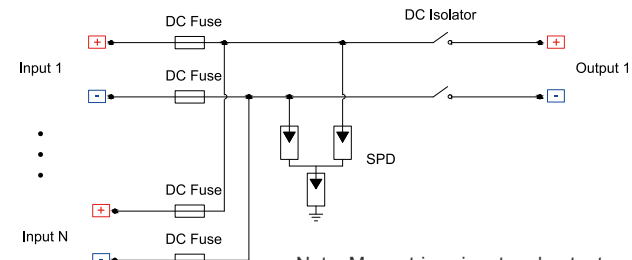 DC Fuse
DC Isolator
+
+
Input 1
Output 1
DC Fuse
-
-
SPD
DC Fuse
+
Input N
DC Fuse
-